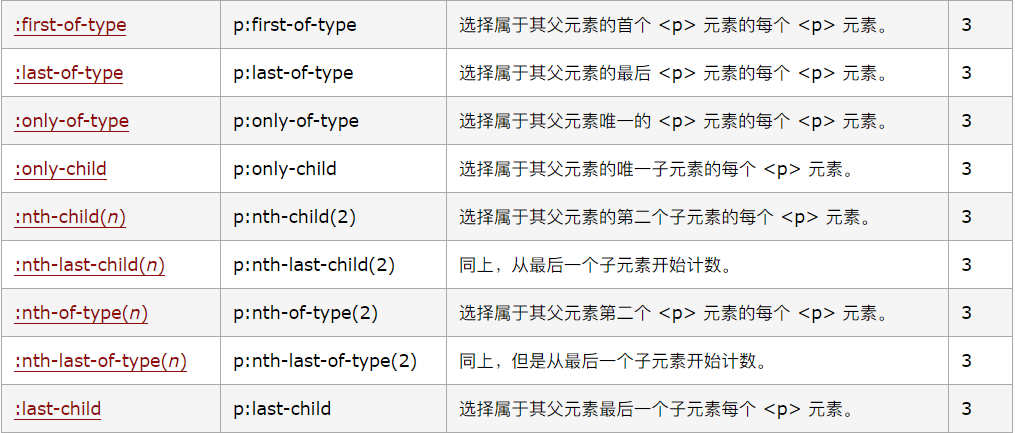 :first-of-type p:first-of-type 选择属于其父元素的首个 <p> 元素的每个 <p> 元素。 3
:last-of-type p:last-of-type 选择属于其父元素的最后 <p> 元素的每个 <p> 元素。 3
:only-of-type p:only-of-type 选择属于其父元素唯一的 <p> 元素的每个 <p> 元素。 3
:only-child p:only-child 选择属于其父元素的唯一子元素的每个 <p> 元素。 3
:nth-child(n) p:nth-child(2) 选择属于其父元素的第二个子元素的每个 <p> 元素。 3
:nth-last-child(n) p:nth-last-child(2) 同上，从最后一个子元素开始计数。 3
:nth-of-type(n) p:nth-of-type(2) 选择属于其父元素第二个 <p> 元素的每个 <p> 元素。 3
:nth-last-of-type(n) p:nth-last-of-type(2) 同上，但是从最后一个子元素开始计数。 3
:last-child p:last-child 选择属于其父元素最后一个子元素每个 <p> 元素。 3